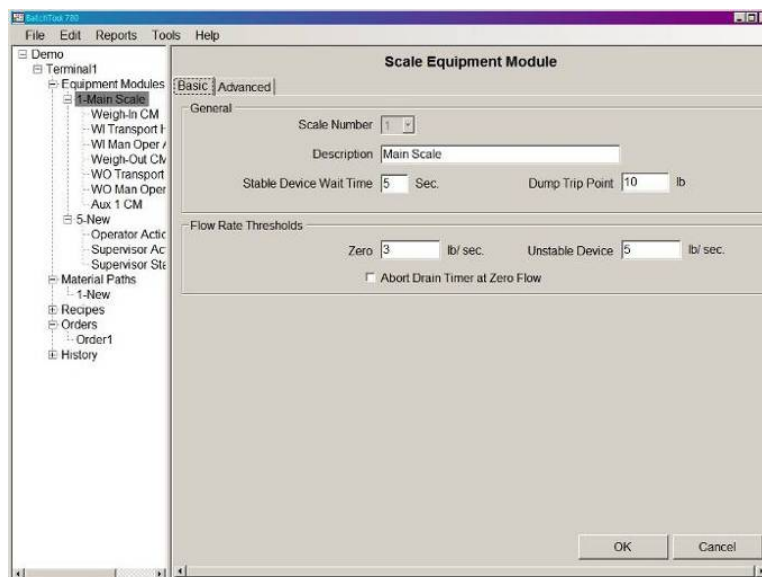 BatchTool 780
File Edit Reports Tools Help
Demo
Terminal1
Equipment Modules
1-Main Scale
Weigh-In CM
WI Transport
WI Man Oper
Weigh-Out CM
WO Transport
WO Man Oper
Aux 1 CM
5-New
Operator Actic
Supervisor Ac
Supervisor Sta
Material Paths
1-New
Recipes
Orders
Order1
History
Scale Equipment Module
Basic Advanced
General
Scale Number 1
Description Main Scale
Stable Device Wait Time 5 Sec. Dump Trip Point 10 lb
Flow Rate Thresholds
Zero 3 lb/ sec. Unstable Device 5 lb/ sec.
Abort Drain Timer at Zero Flow
OK Cancel